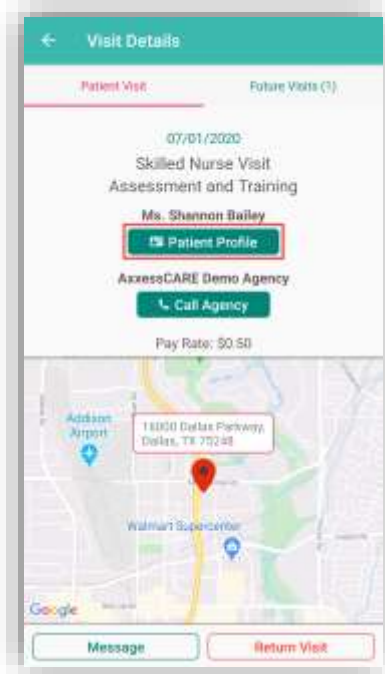 Visit Details
Patient Visit
Future Visits (1)
07/01/2020
Skilled Nurse Visit
Assessment and Training
Ms. Shannon Bailey
Patient Profile
AxxessCARE Demo Agency
Call Agency
Pay Rate: $0.50
Addison
Airport
16000 Dallas Parkway,
Dallas, TX 75248
Walmart Supercenter
Google
Message
Return Visit